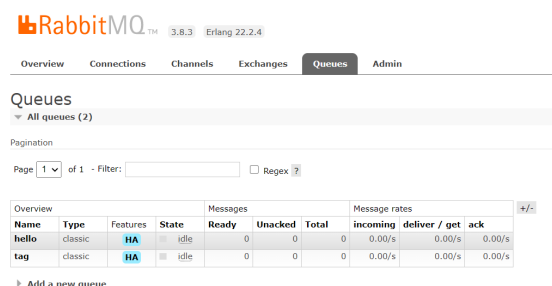 RabbitMQ TM 3.8.3 Erlang 22.2.4
Overview Connections Channels Exchanges Queues Admin
Queues
All queues (2)
Pagination
Page 1 of 1 - Filter: Regex ?
Overview Messages Message rates +/-
Name Type Features State Ready Unacked Total incoming deliver / get ack
hello classic HA idle 0 0 0 0.00/s 0.00/s 0.00/s
tag classic HA idle 0 0 0 0.00/s 0.00/s 0.00/s
Add a new queue